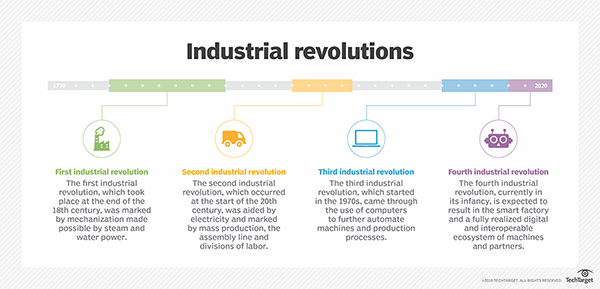 Industrial revolutions
1730
2020
First industrial revolution
The first industrial
revolution, which took
place at the end of the
18th century, was marked
by mechanization made
possible by steam and
water power.
Second industrial revolution
The second industrial
revolution, which occurred
at the start of the 20th
century, was aided by
electricity and marked
by mass production, the
assembly line and
divisions of labor.
Third industrial revolution
The third industrial
revolution, which started
in the 1970s, came through
the use of computers
to further automate
machines and production
processes.
Fourth industrial revolution
The fourth industrial
revolution, currently in
its infancy, is expected to
result in the smart factory
and a fully realized digital
and interoperable
ecosystem of machines
and partners.
©2018 TECHTARGET, ALL RIGHTS RESERVED
TechTarget